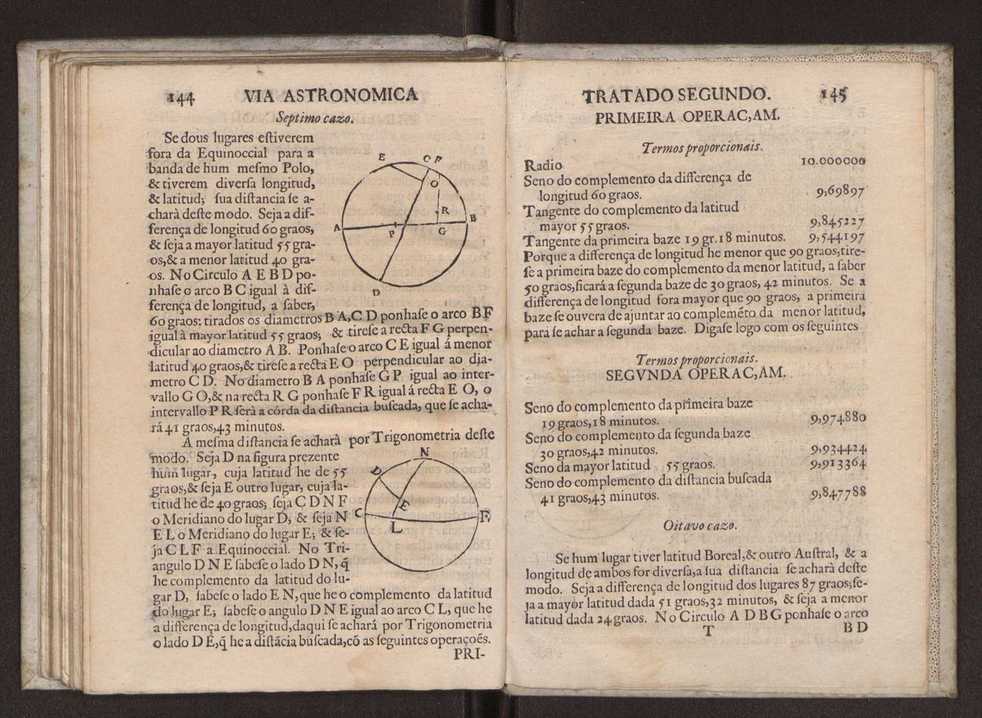 144 VIA ASTRONOMICA
Septimo cazo.
Se dous lugares eſtiverem
fora da Equinoccial para a
banda de hum meſmo Polo,
& tiverem diverſa longitud,
& latitud; ſua diſtancia ſe a-
charà deſte modo. Seja a dif-
ferença de longitud 60 graos,
& ſeja a mayor latitud 55 gra-
os, & a menor latitud 40 gra-
os. No Circulo A E B D po-
nhaſe o arco B C igual à dif-
ferença de longitud, a ſaber,
60 graos: tirados os diametros B A, C D ponhaſe o arco B F
igual à mayor latitud 55 graos; & tireſe a recta F G perpen-
dicular ao diametro A B. Ponhaſe o arco C E igual á menor
latitud 40 graos, & tireſe a recta E O perpendicular ao dja-
metro C D. No diametro B A ponhaſe G P igual ao inter-
vallo G O, & na recta R G ponhaſe F R igual á recta E O, o
intervallo P R ſerà a córda da diſtancia buſcada, que ſe acha-
rá 41 graos, 43 minutos.
A meſma diſtancia ſe acharà por Trigonometria deſte
modo. Seja D na figura prezente
hum lugar, cuja latitud he de 55
graos, & ſeja E outro lugar, cuja la-
titud he de 40 graos; ſeja C D N F
o Meridiano do lugar D; & ſeja N
E L o Meridiano do lugar E; & ſe-
ja C L F a Equinoccial. No Tri-
angulo D N E sabeſe o lado D N, q̃
he complemento da latitud do lu-
gar D, ſabeſe o lado E N, que he o complemento da latitud
do lugar E; ſabeſe o angulo D N E igual ao arco C L, que he
a differença de longitud, daqui ſe achará por Trigonometria
o lado D E, q̃ he a diſtácia buſcada, cõ as ſeguintes operaçoẽs.
PRI-
E C F O R A P G B D
N D E C L F
TRATADO SEGUNDO. 145
PRIMEIRA OPERAC,AM.
Termos proporcionais.
Radio 10.000000
Seno do complemento da differença de
longitud 60 graos. 9,69897
Tangente do complemento da latitud
mayor 55 graos. 9,845227
Tangente da primeira baze 19 gr. 18 minutos. 9,544197
Porque a differença de longitud he menor que 90 graos, tire-
ſe a primeira baze do complemento da menor latitud, a ſaber
50 graos, ficará a ſegunda baze de 30 graos, 42 minutos. Se a
differença de longitud fora mayor que 90 graos, a primeira
baze ſe ouvera de ajuntar ao complemẽto da menor latitud,
para ſe achar a ſegunda baze. Digaſe logo com os ſeguintes
Termos proporcionais.
SEGVNDA OPERAC,AM.
Seno do complemento da primeira baze
19 graos, 18 minutos. 9,974880
Seno do complemento da ſegunda baze
30 graos, 42 minutos. 9,934424
Seno da mayor latitud 55 graos. 9,913364
Seno do complemento da diſtancia buſcada
41 graos, 43 minutos. 9,847788
Oitavo cazo.
Se hum lugar tiver latitud Boreal, & outro Auſtral, & a
longitud de ambos for diverſa, a ſua diſtancia ſe acharà deſte
modo. Seja a differença de longitud dos lugares 87 graos; ſe-
ja a mayor latitud dada 51 graos, 32 minutos, & ſeja a menor
latitud dada 24 graos. No Circulo A D B G ponhaſe o arco
T B D